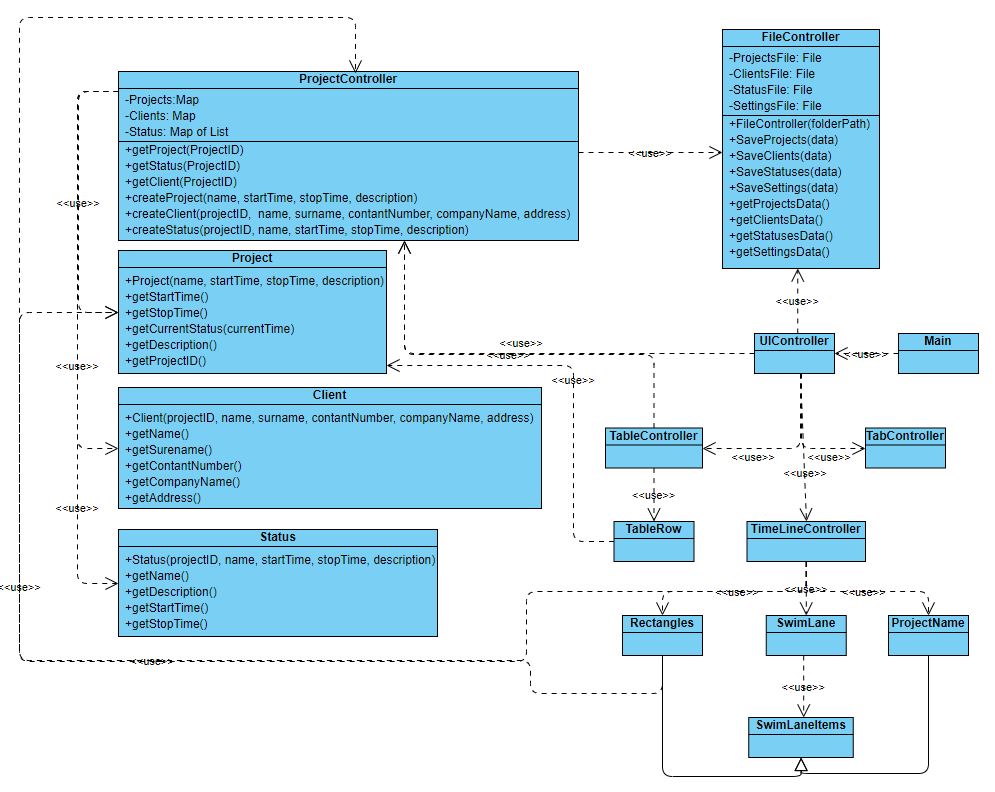 ProjectController
-Projects:Map
-Clients: Map
-Status: Map of List
+getProject(ProjectID)
+getStatus(ProjectID)
+getClient(ProjectID)
+createProject(name, startTime, stopTime, description)
+createClient(projectID, name, surname, contantNumber, companyName, address)
+createStatus(projectID, name, startTime, stopTime, description)
FileController
-ProjectsFile: File
-ClientsFile: File
-StatusFile: File
-SettingsFile: File
+FileController(folderPath)
+SaveProjects(data)
+SaveClients(data)
+SaveStatuses(data)
+SaveSettings(data)
+getProjectsData()
+getClientsData()
+getStatusesData()
+getSettingsData()
<<use>>
<<use>>
Project
+Project(name, startTime, stopTime, description)
+getStartTime()
+getStopTime()
+getCurrentStatus(currentTime)
+getDescription()
+getProjectID()
<<use>>
<<use>>
<<use>>
UIController
<<use>>
Main
<<use>>
<<use>>
Client
+Client(projectID, name, surname, contantNumber, companyName, address)
+getName()
+getSurename()
+getContantNumber()
+getCompanyName()
+getAddress()
TableController
TabController
<<use>>
<<use>>
<<use>>
<<use>>
<<use>>
TableRow
TimeLineController
Status
+Status(projectID, name, startTime, stopTime, description)
+getName()
+getDescription()
+getStartTime()
+getStopTime()
<<use>>
<<use>>
<<use>>
<<use>>
Rectangles
SwimLane
ProjectName
<<use>>
<<use>>
SwimLaneItems